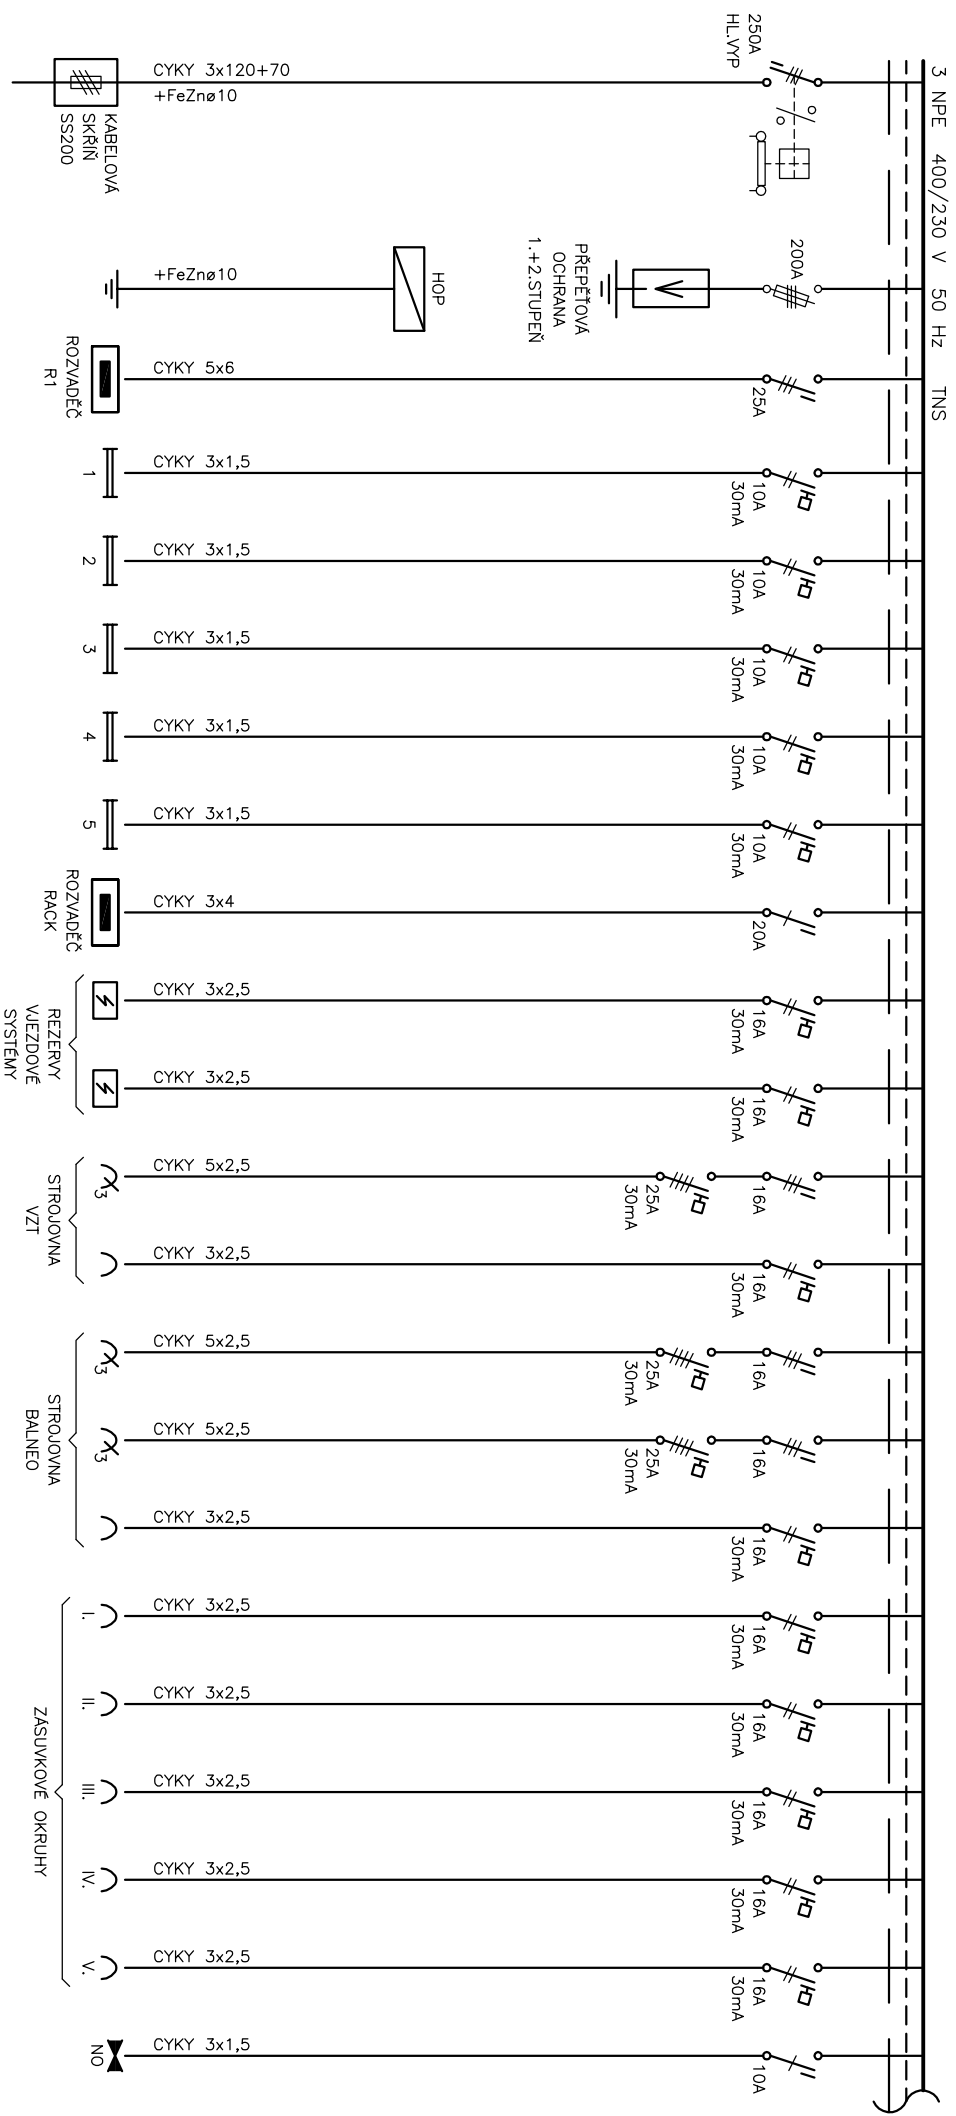 3 NPE 400/230 V 50 Hz TNS
250A
HL.VYP
CYKY 3x120+70
+FeZnø10
KABELOVÁ
SKŘÍŇ
SS200
200A
PŘEPĚŤOVÁ
OCHRANA
1.+2.STUPEŇ
HOP
+FeZnø10
25A
CYKY 5x6
ROZVADĚČ
R1
10A
30mA
CYKY 3x1,5
1
10A
30mA
CYKY 3x1,5
2
10A
30mA
CYKY 3x1,5
3
10A
30mA
CYKY 3x1,5
4
10A
30mA
CYKY 3x1,5
5
20A
CYKY 3x4
ROZVADĚČ
RACK
16A
30mA
CYKY 3x2,5
16A
30mA
CYKY 3x2,5
REZERVY
VJEZDOVÉ
SYSTÉMY
16A
25A
30mA
CYKY 5x2,5
3
16A
30mA
CYKY 3x2,5
STROJOVNA
VZT
16A
25A
30mA
CYKY 5x2,5
3
16A
25A
30mA
CYKY 5x2,5
3
16A
30mA
CYKY 3x2,5
STROJOVNA
BALNEO
16A
30mA
CYKY 3x2,5
I.
16A
30mA
CYKY 3x2,5
II.
16A
30mA
CYKY 3x2,5
III.
16A
30mA
CYKY 3x2,5
IV.
16A
30mA
CYKY 3x2,5
V.
ZÁSUVKOVÉ OKRUHY
10A
CYKY 3x1,5
NO